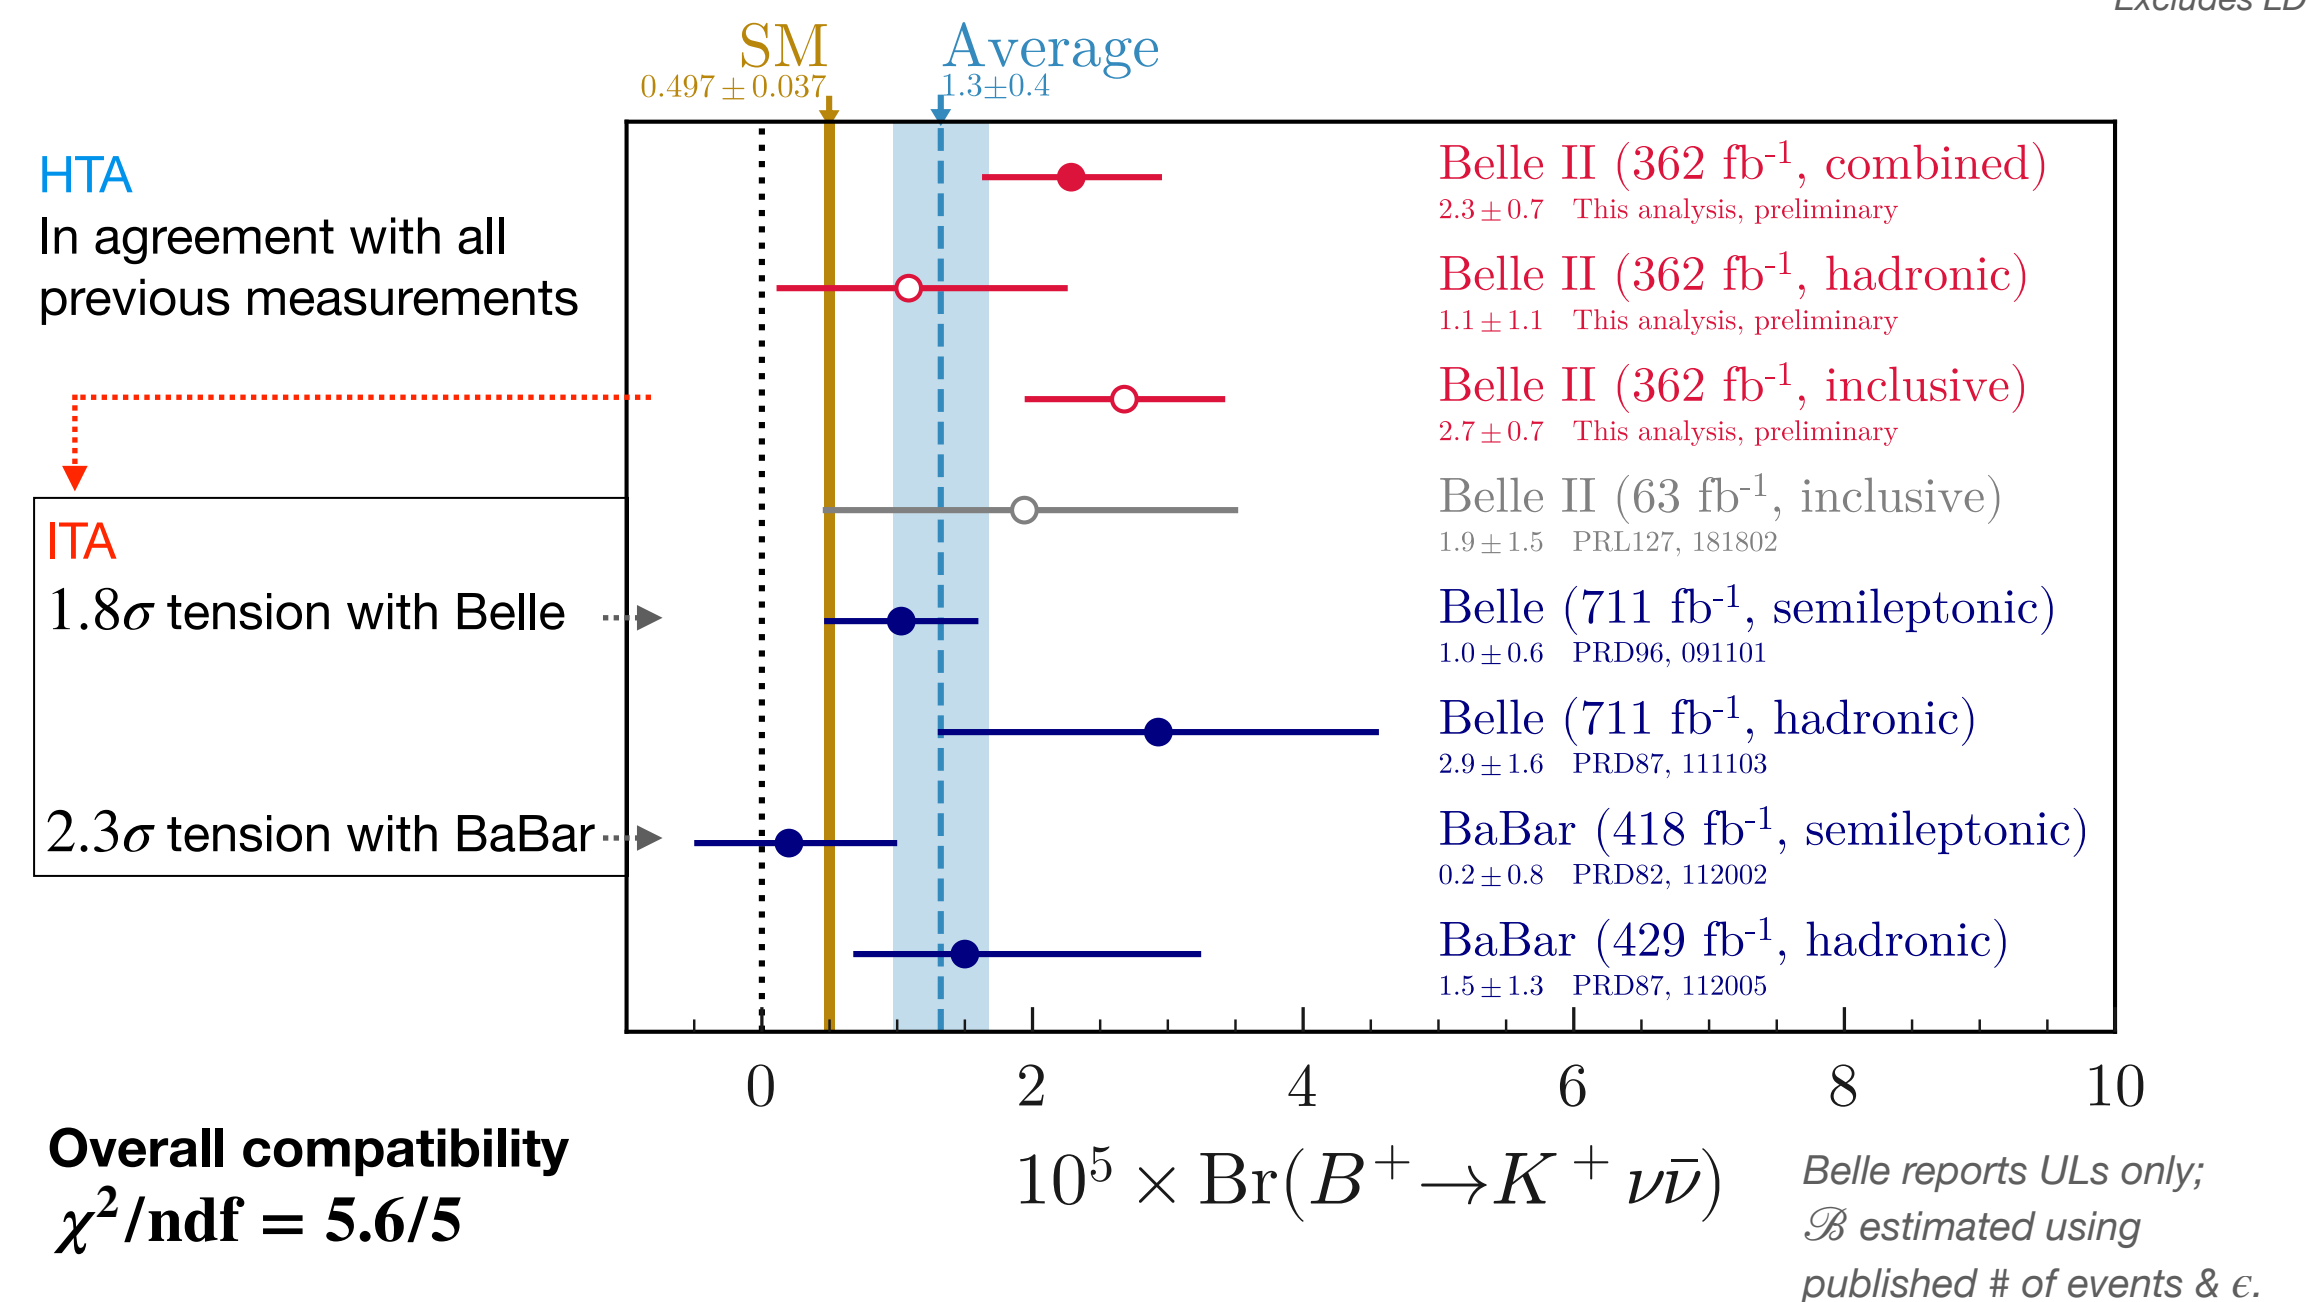 Excludes LD
SM
0.497 ± 0.037
Average
1.3±0.4
HTA
In agreement with all
previous measurements
ITA
1.8σ tension with Belle
2.3σ tension with BaBar
Belle II (362 fb⁻¹, combined)
2.3 ± 0.7 This analysis, preliminary
Belle II (362 fb⁻¹, hadronic)
1.1 ± 1.1 This analysis, preliminary
Belle II (362 fb⁻¹, inclusive)
2.7 ± 0.7 This analysis, preliminary
Belle II (63 fb⁻¹, inclusive)
1.9 ± 1.5 PRL127, 181802
Belle (711 fb⁻¹, semileptonic)
1.0 ± 0.6 PRD96, 091101
Belle (711 fb⁻¹, hadronic)
2.9 ± 1.6 PRD87, 111103
BaBar (418 fb⁻¹, semileptonic)
0.2 ± 0.8 PRD82, 112002
BaBar (429 fb⁻¹, hadronic)
1.5 ± 1.3 PRD87, 112005
0 2 4 6 8 10
10⁵ × Br(B⁺→K⁺νν̄)
Overall compatibility
χ²/ndf = 5.6/5
Belle reports ULs only;
ℬ estimated using
published # of events & ϵ.